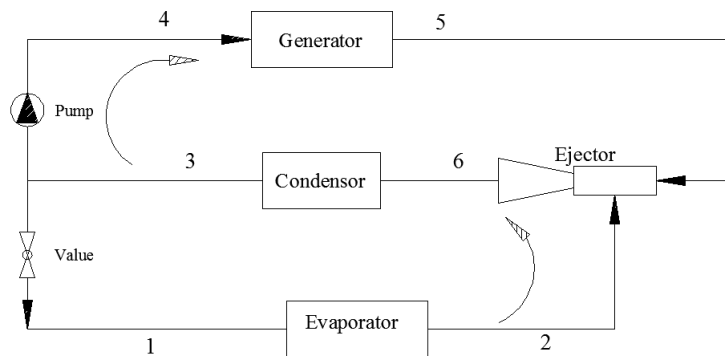 4
Generator
5
Pump
Ejector
3
Condensor
6
Value
Evaporator
1
2